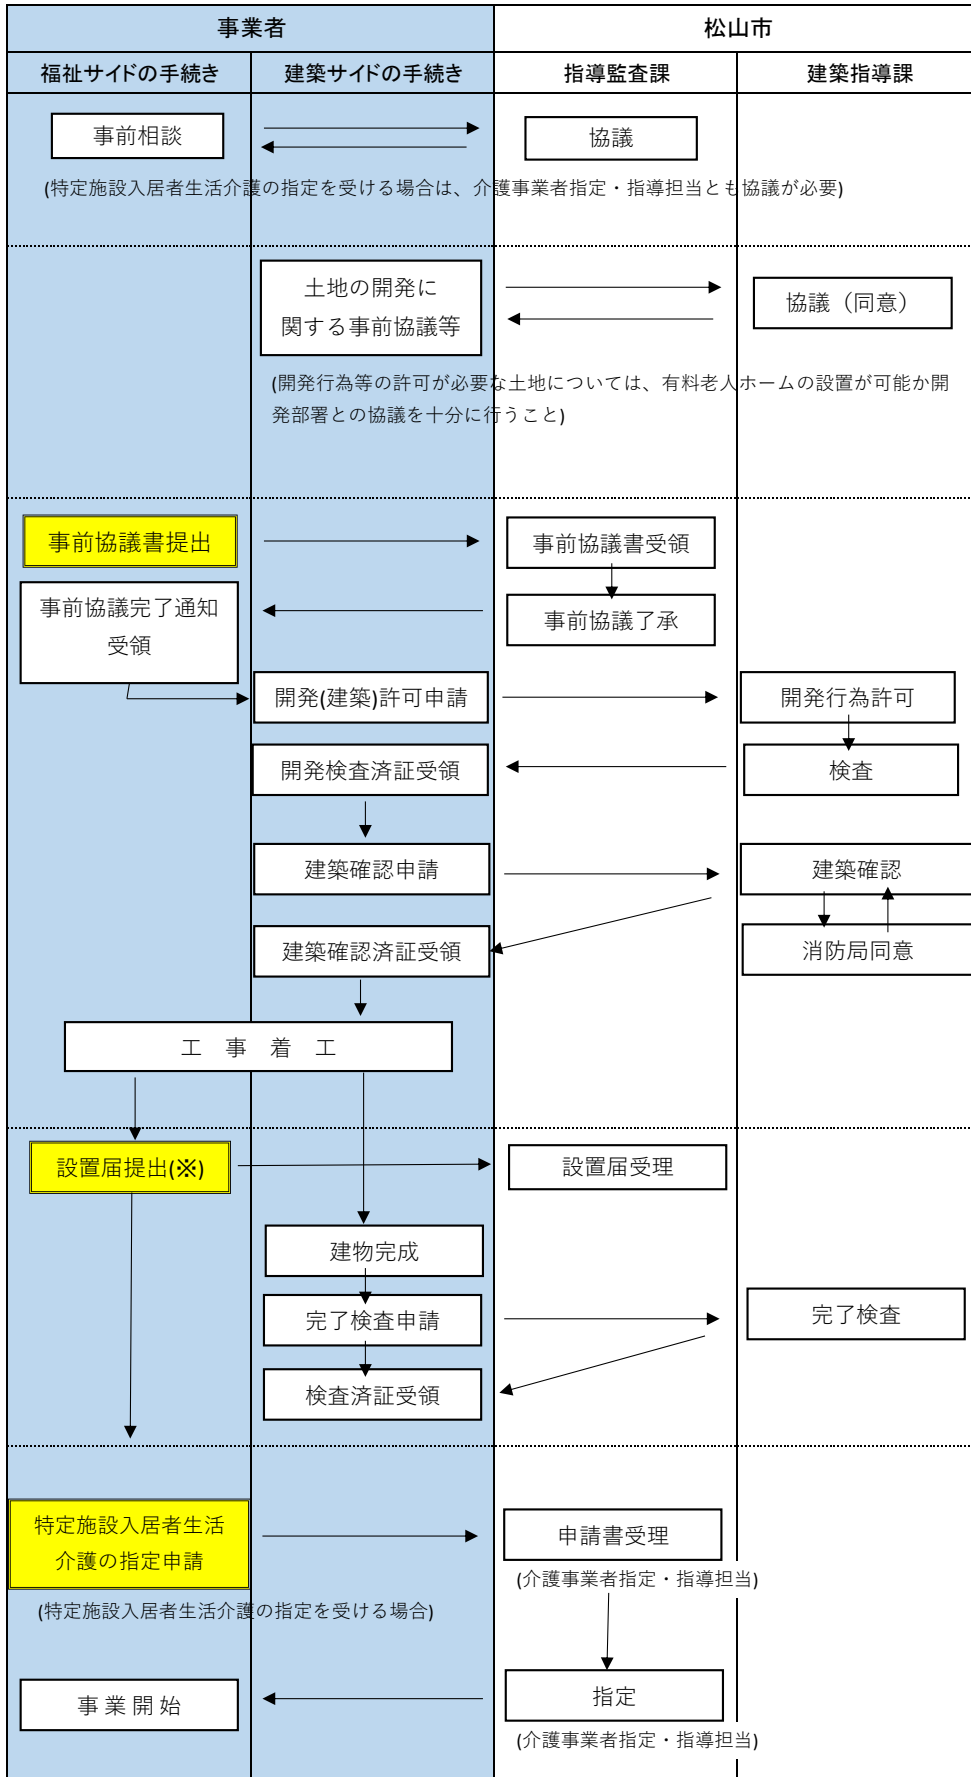 事業者
松山市
福祉サイドの手続き
建築サイドの手続き
指導監査課
建築指導課
事前相談
協議
(特定施設入居者生活介護の指定を受ける場合は、介護事業者指定・指導担当とも協議が必要)
土地の開発に
関する事前協議等
協議（同意）
(開発行為等の許可が必要な土地については、有料老人ホームの設置が可能か開
発部署との協議を十分に行うこと)
事前協議書提出
事前協議書受領
事前協議完了通知
受領
事前協議了承
開発(建築)許可申請
開発行為許可
開発検査済証受領
検査
建築確認申請
建築確認
建築確認済証受領
消防局同意
工　事　着　工
設置届提出(※)
設置届受理
建物完成
完了検査申請
完了検査
検査済証受領
特定施設入居者生活
介護の指定申請
申請書受理
(介護事業者指定・指導担当)
(特定施設入居者生活介護の指定を受ける場合)
事業開始
指定
(介護事業者指定・指導担当)